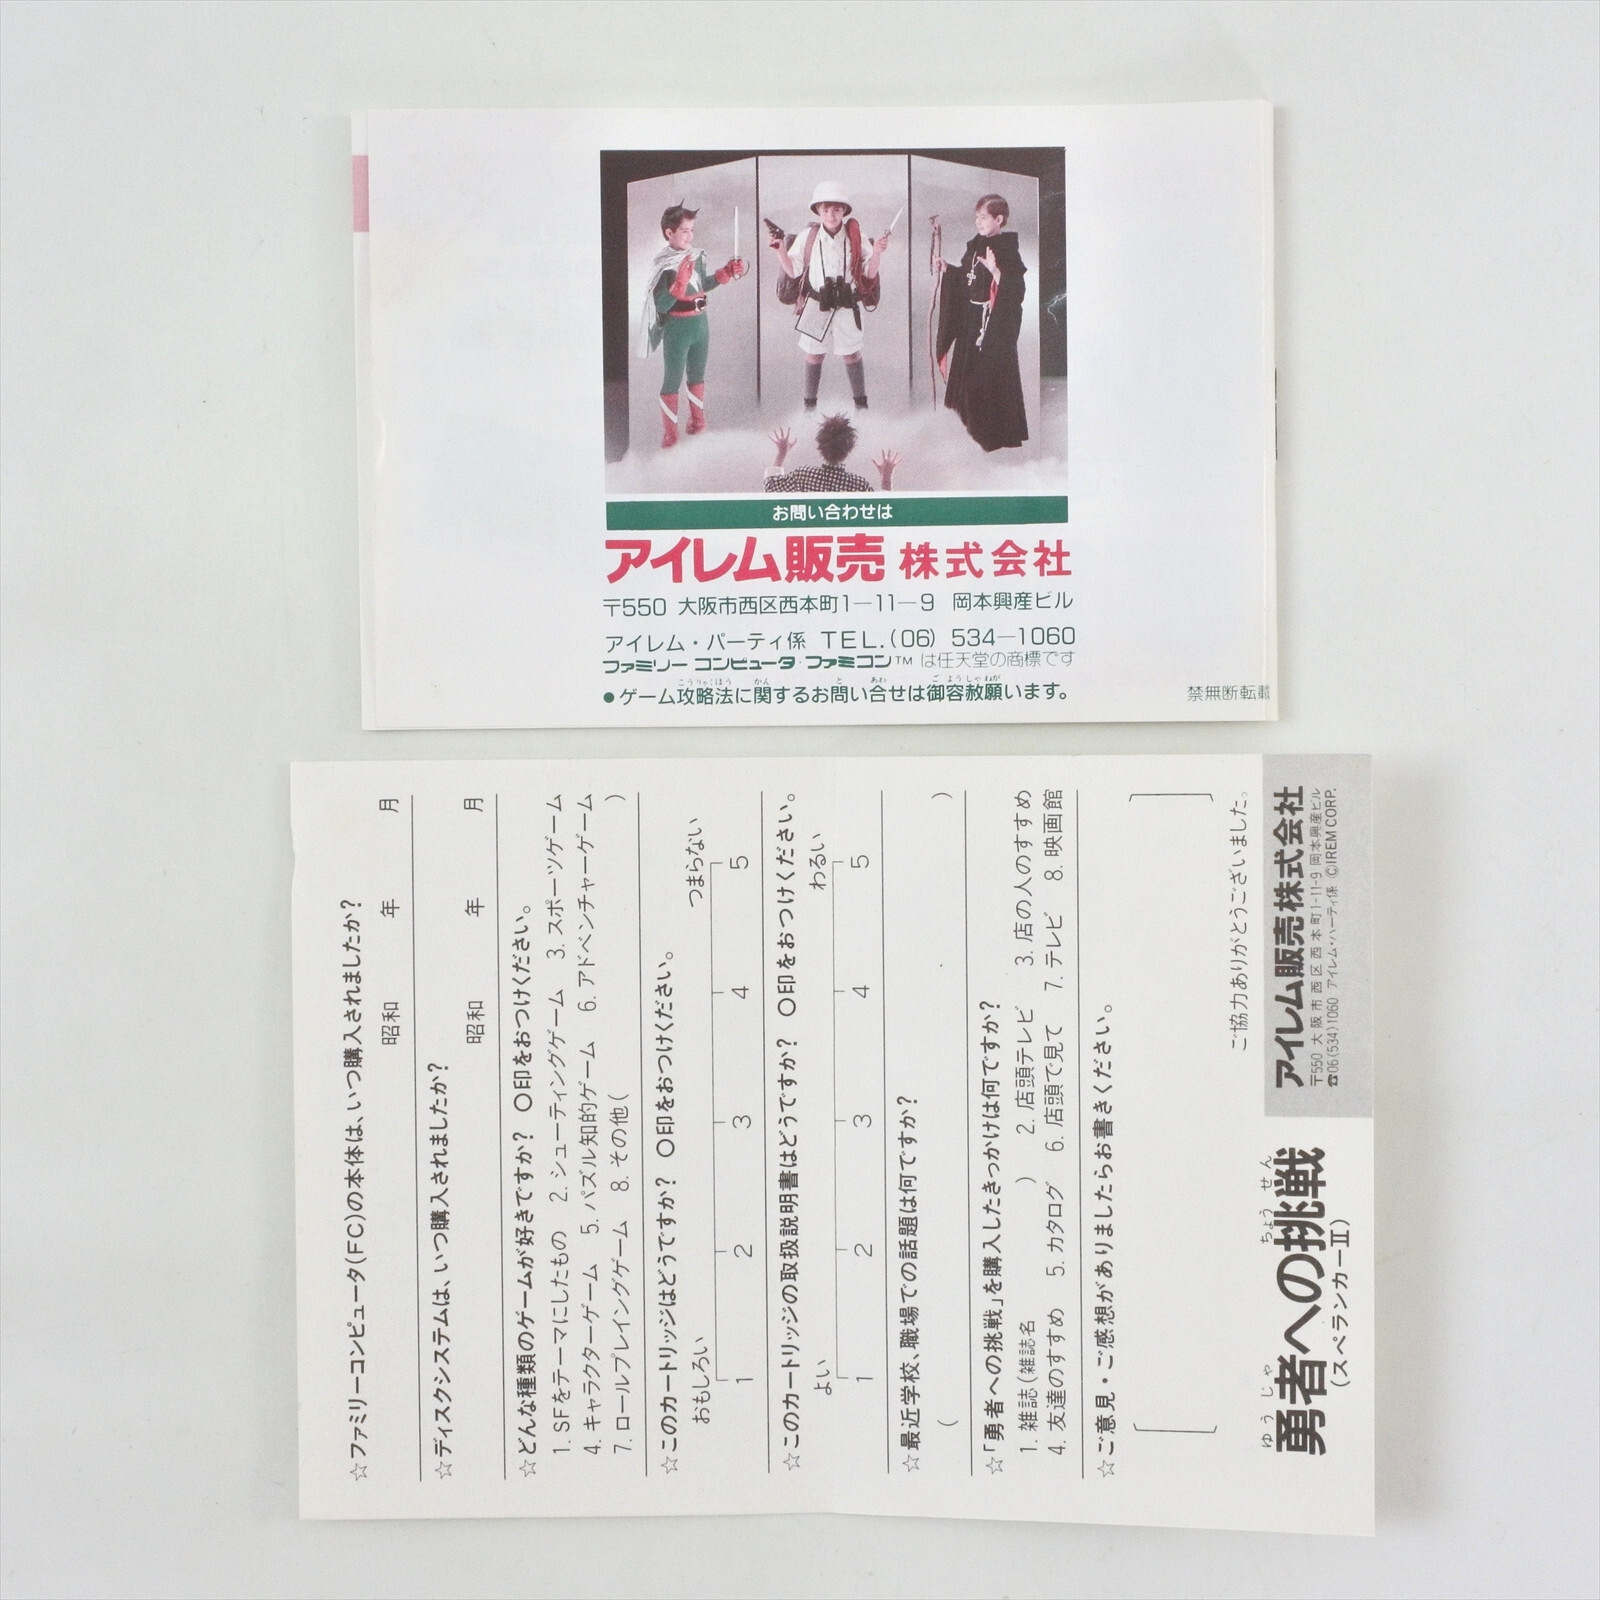 お問い合わせは
アイレム販売 株式会社
〒550 大阪市西区西本町1—11—9 岡本興産ビル
アイレム・パーティ係 TEL.(06) 534—1060
ファミリー コンピュータ・ファミコン™ は任天堂の商標です
●ゲーム攻略法に関するお問い合せは御容赦願います。
禁無断転載
☆ファミリーコンピュータ(FC)の本体は、いつ購入されましたか?
昭和 年 月
☆ディスクシステムは、いつ購入されましたか?
昭和 年 月
☆どんな種類のゲームが好きですか? ○印をおつけください。
1. SFをテーマにしたもの 2. シューティングゲーム 3. スポーツゲーム
4. キャラクターゲーム 5. パズル知的ゲーム 6. アドベンチャーゲーム
7. ロールプレイングゲーム 8. その他( )
☆このカートリッジはどうですか? ○印をおつけください。
おもしろい つまらない
1 2 3 4 5
☆このカートリッジの取扱説明書はどうですか? ○印をおつけください。
よい わるい
1 2 3 4 5
☆最近学校、職場での話題は何ですか?
( )
☆「勇者への挑戦」を購入したきっかけは何ですか?
1. 雑誌(雑誌名 ) 2. 店頭テレビ 3. 店の人のすすめ
4. 友達のすすめ 5. カタログ 6. 店頭で見て 7. テレビ 8. 映画館
☆ご意見・ご感想がありましたらお書きください。
ご協力ありがとうございました。
勇者への挑戦
(スペランカーII)
アイレム販売株式会社
〒550 大阪市西区西本町1-11-9 岡本興産ビル
☎06(534)1060 アイレム・パーティ係 ©IREM CORP.